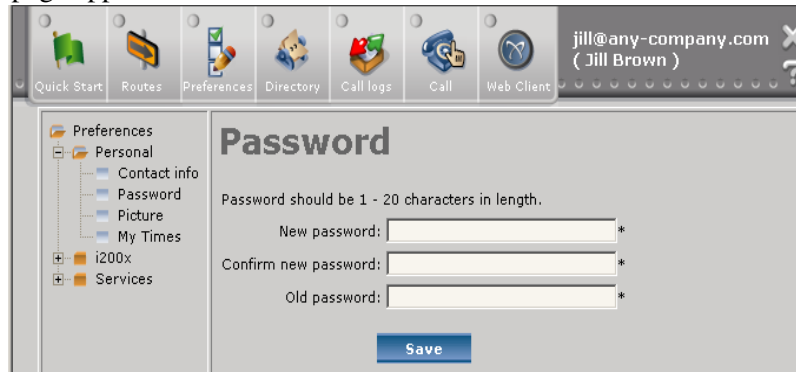 jill@any-company.com
( Jill Brown )
Quick Start Routes Preferences Directory Call logs Call Web Client
Preferences
Personal
Contact info
Password
Picture
My Times
i200x
Services
Password
Password should be 1 - 20 characters in length.
New password: *
Confirm new password: *
Old password: *
Save